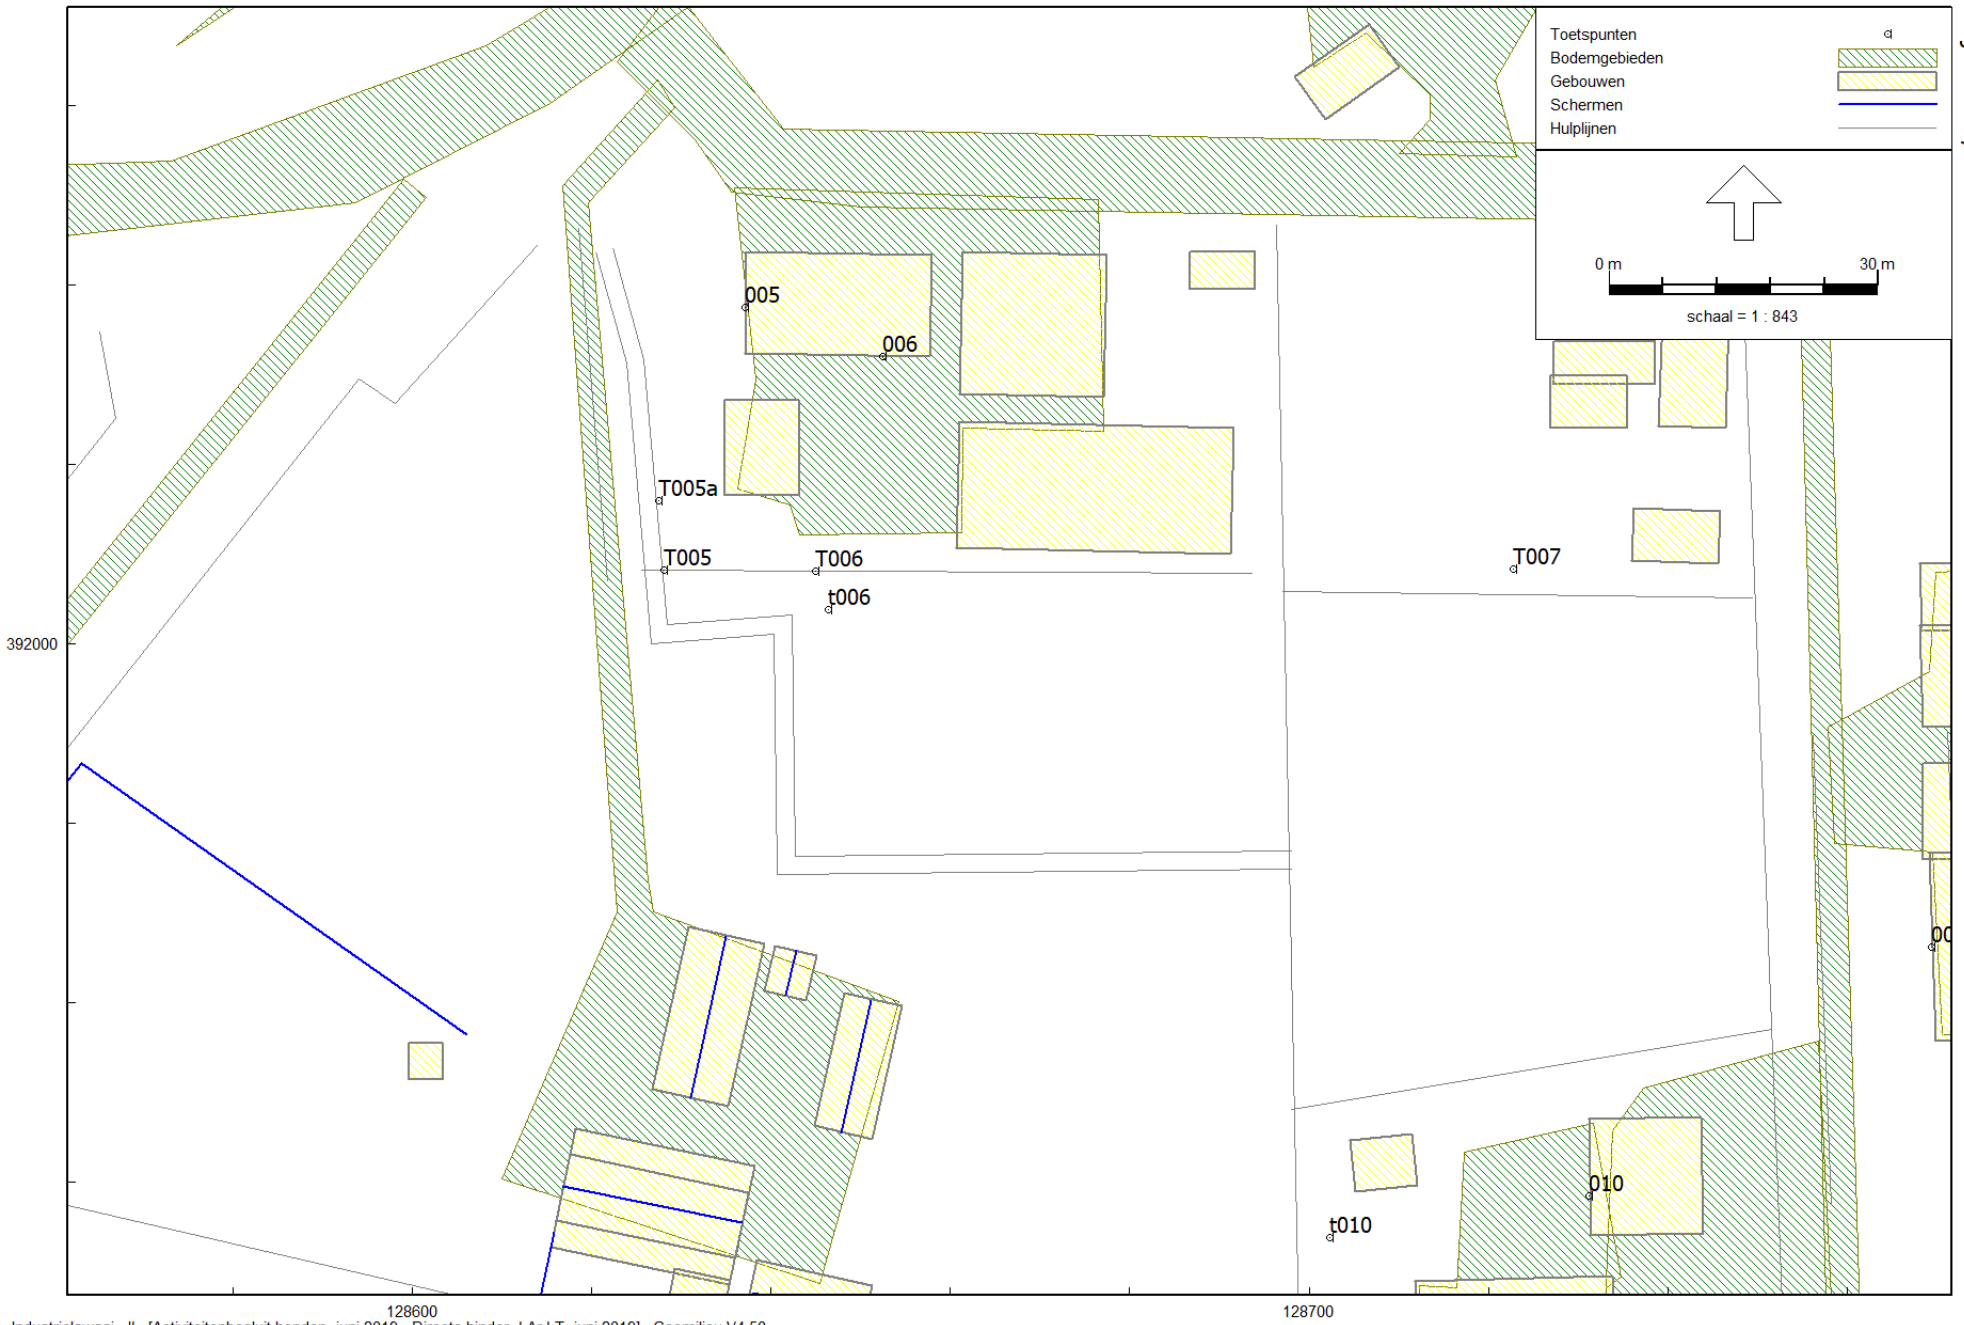 Toetspunten
Bodemgebieden
Gebouwen
Schermen
Hulplijnen
0 m 30 m
schaal = 1 : 843
005
006
T005a
T005
T006
t006
T007
392000
00
010
t010
128600 128700